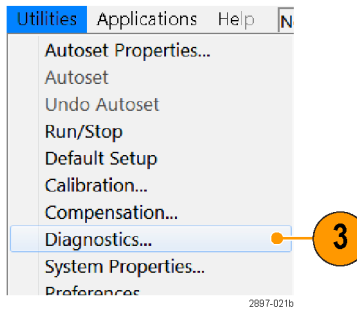 Utilities Applications Help N
Autoset Properties...
Autoset
Undo Autoset
Run/Stop
Default Setup
Calibration...
Compensation...
Diagnostics...
3
System Properties...
Preferences
2897-021b